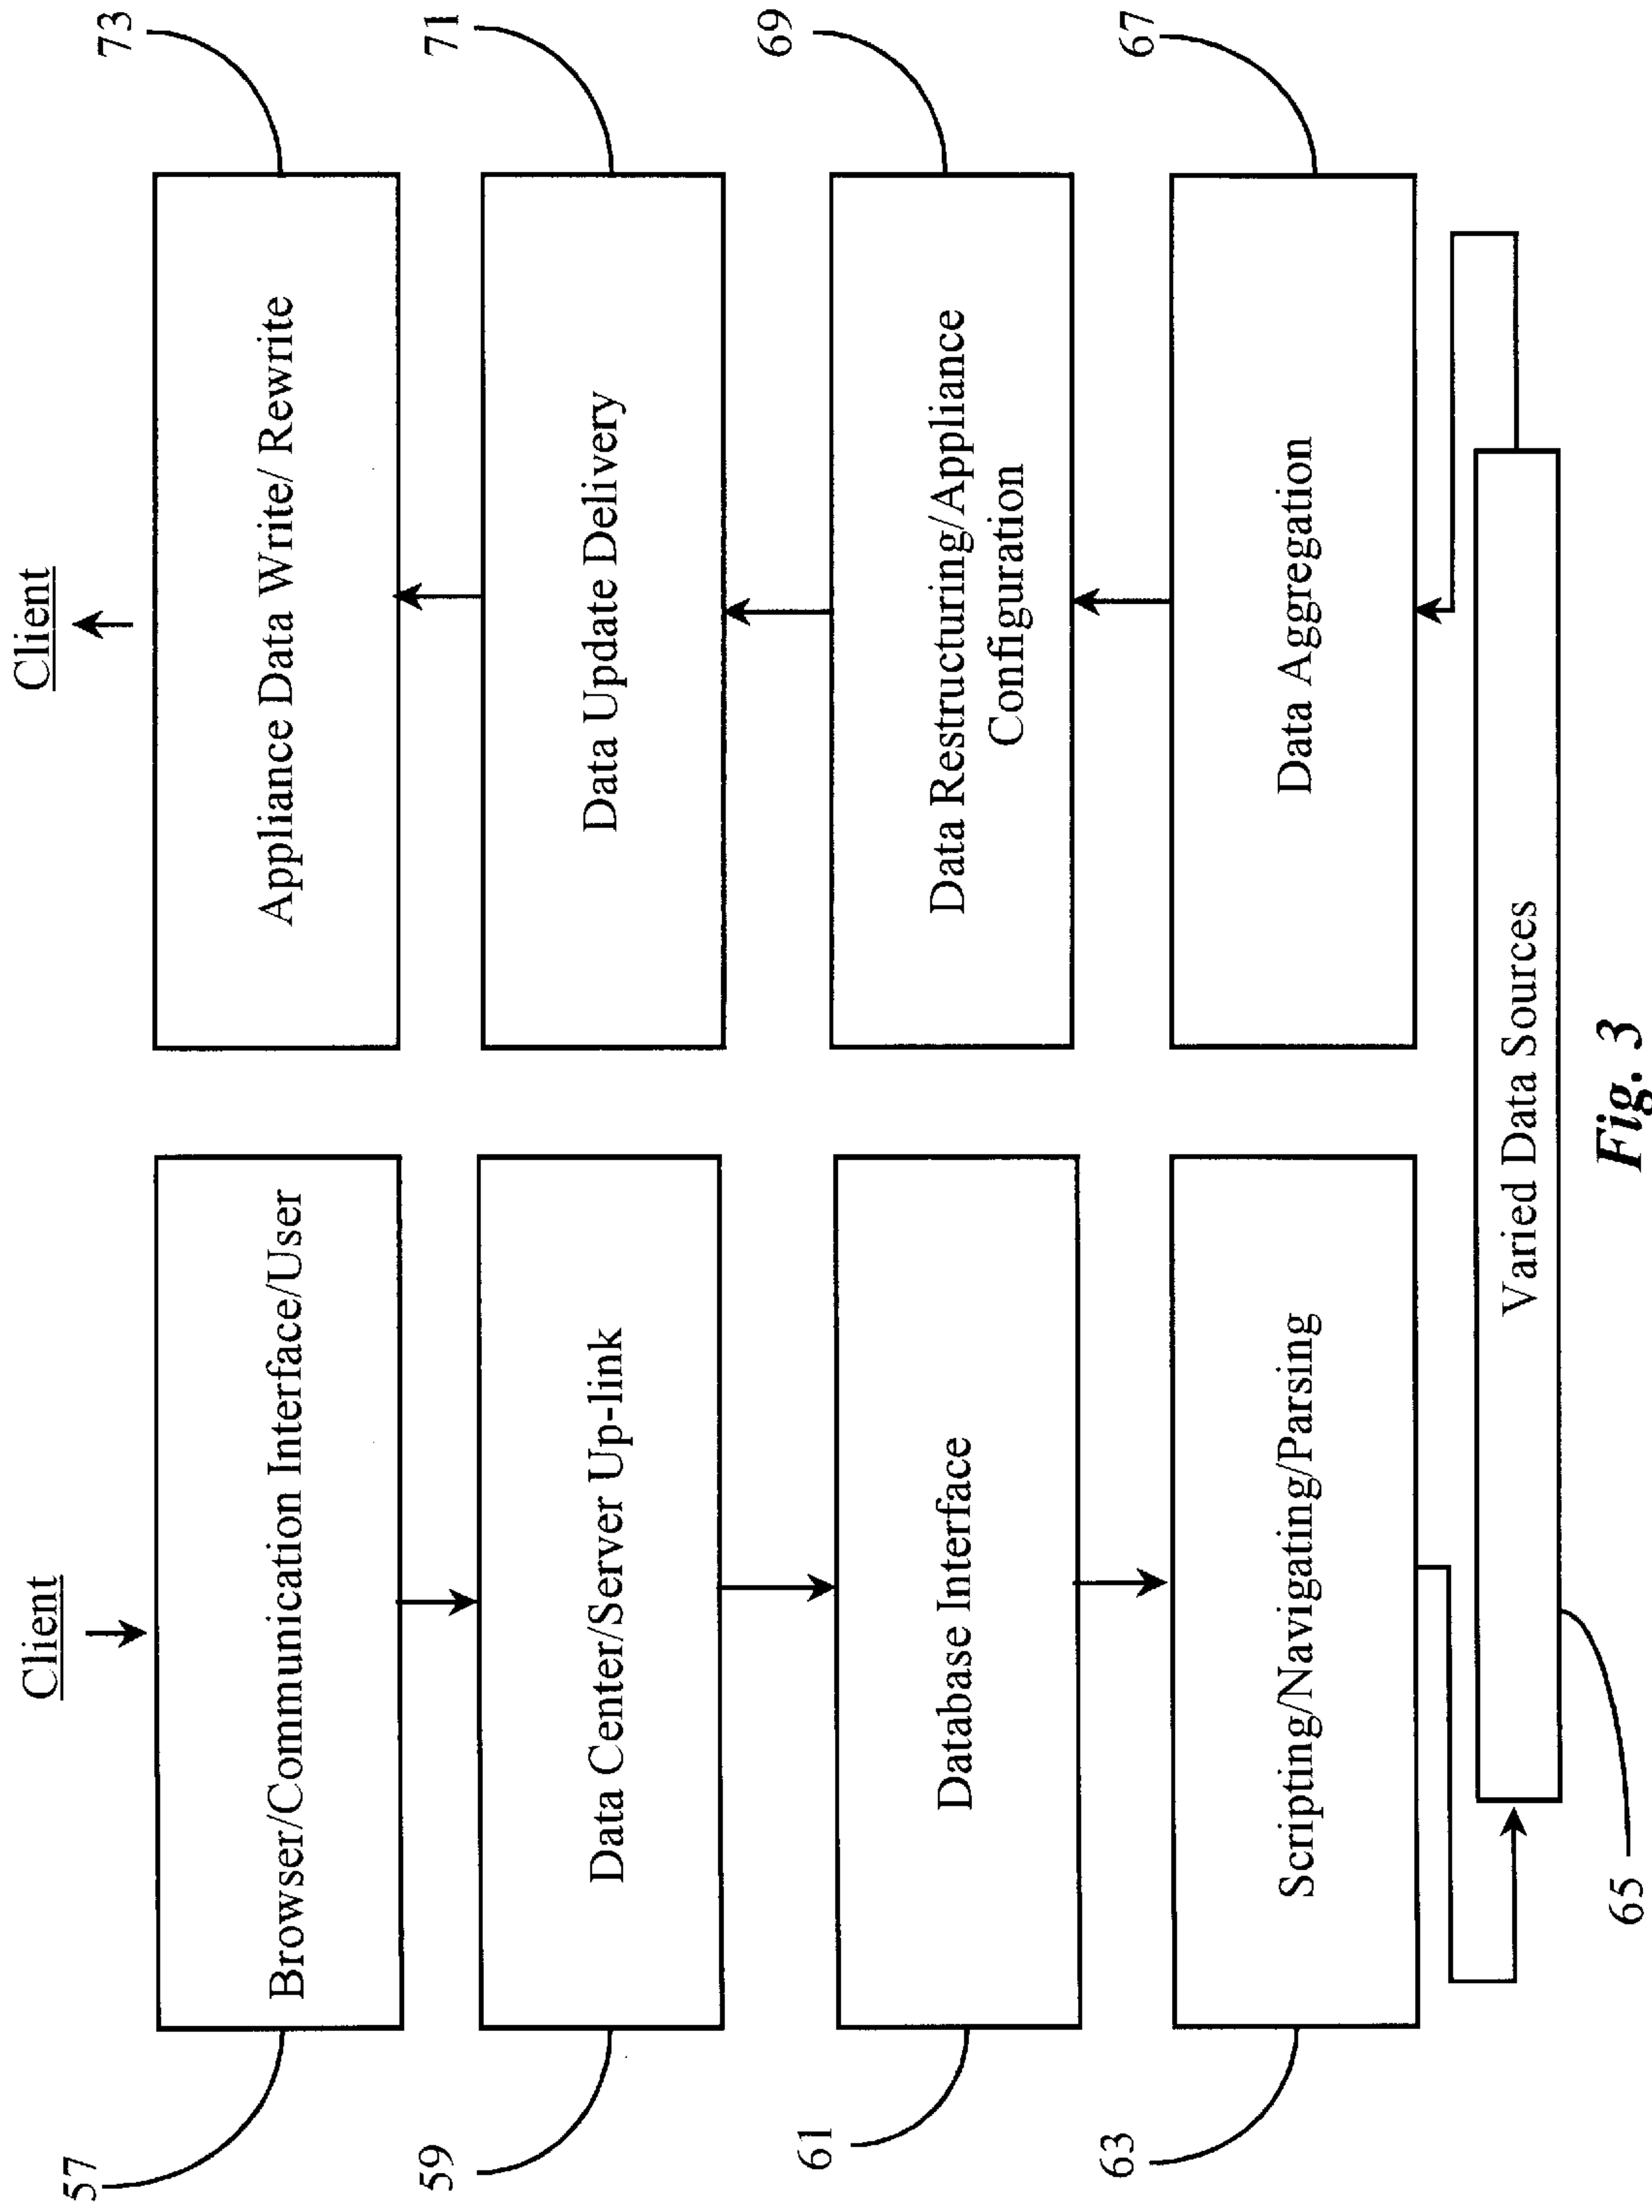 Client
Client
57
Browser/Communication Interface/User
Appliance Data Write/ Rewrite
73
59
Data Center/Server Up-link
Data Update Delivery
71
61
Database Interface
Data Restructuring/Appliance
Configuration
69
63
Scripting/Navigating/Parsing
Data Aggregation
67
Varied Data Sources
65
Fig. 3